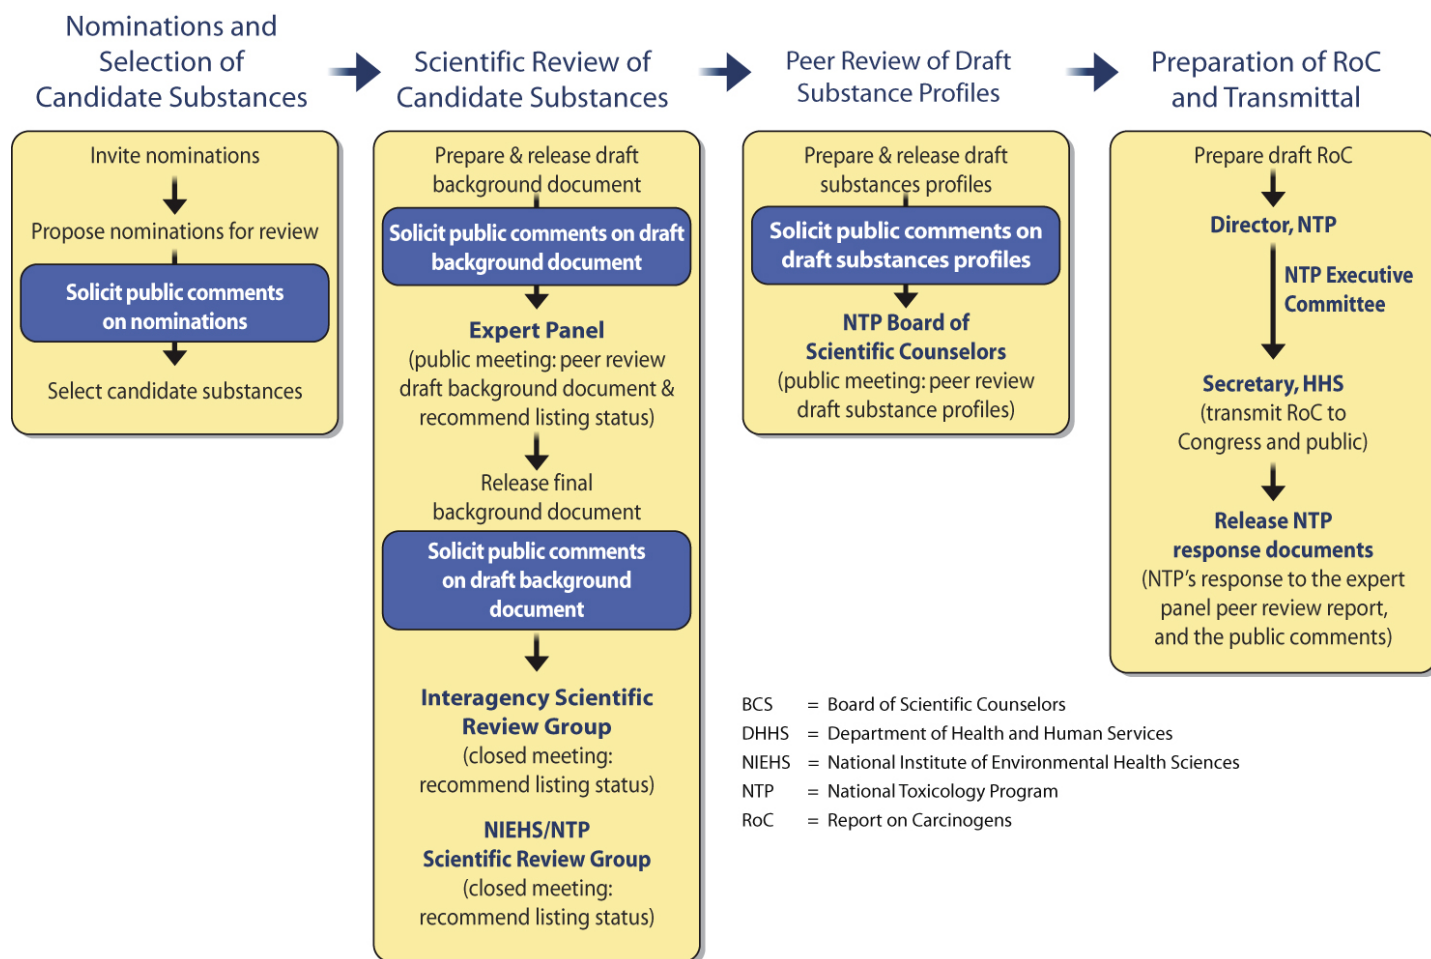 Nominations and
Selection of
Candidate Substances
Invite nominations
Propose nominations for review
Solicit public comments
on nominations
Select candidate substances
Scientific Review of
Candidate Substances
Prepare & release draft
background document
Solicit public comments on draft
background document
Expert Panel
(public meeting: peer review
draft background document &
recommend listing status)
Release final
background document
Solicit public comments
on draft background
document
Interagency Scientific
Review Group
(closed meeting:
recommend listing status)
NIEHS/NTP
Scientific Review Group
(closed meeting:
recommend listing status)
Peer Review of Draft
Substance Profiles
Prepare & release draft
substances profiles
Solicit public comments on
draft substances profiles
NTP Board of
Scientific Counselors
(public meeting: peer review
draft substance profiles)
Preparation of RoC
and Transmittal
Prepare draft RoC
Director, NTP
NTP Executive
Committee
Secretary, HHS
(transmit RoC to
Congress and public)
Release NTP
response documents
(NTP's response to the expert
panel peer review report,
and the public comments)
BCS = Board of Scientific Counselors
DHHS = Department of Health and Human Services
NIEHS = National Institute of Environmental Health Sciences
NTP = National Toxicology Program
RoC = Report on Carcinogens